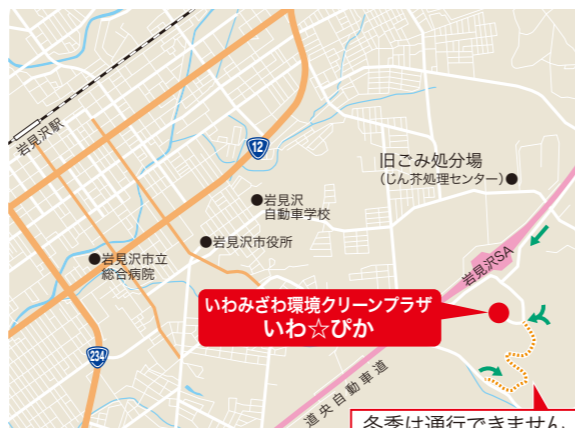 岩見沢駅
12
旧ごみ処分場
(じん芥処理センター)
岩見沢
自動車学校
岩見沢市役所
岩見沢市立
総合病院
岩見沢SA
いわみざわ環境クリーンプラザ
いわ☆ぴか
234
道央自動車道
冬季は通行できません